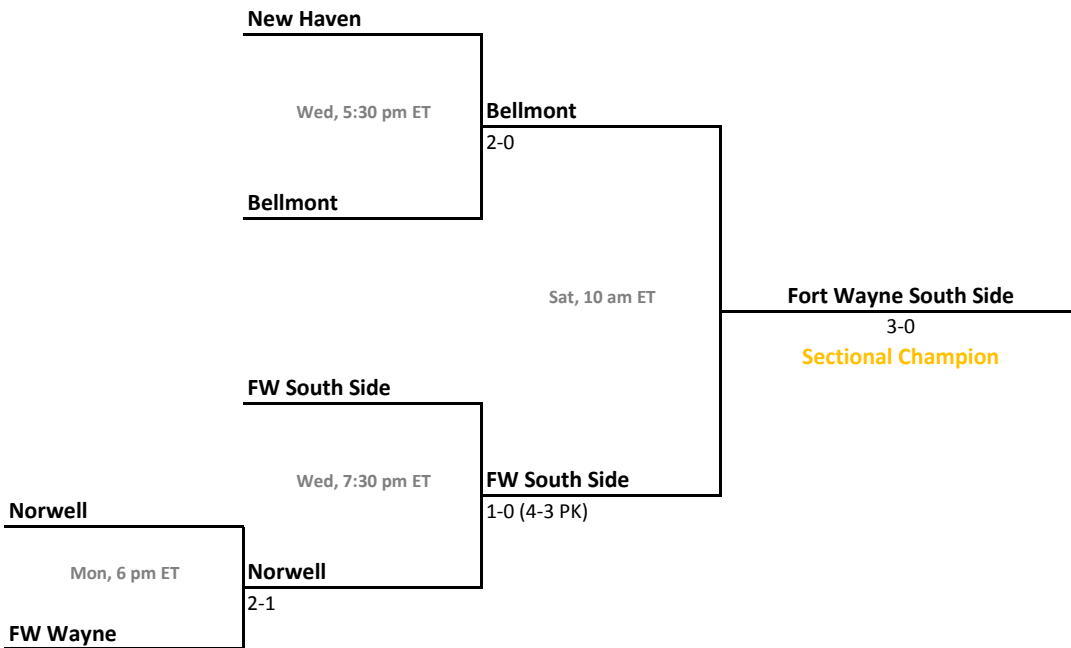 New Haven
Wed, 5:30 pm ET
Bellmont
2-0
Bellmont
Sat, 10 am ET
Fort Wayne South Side
3-0
Sectional Champion
FW South Side
Wed, 7:30 pm ET
FW South Side
1-0 (4-3 PK)
Norwell
Mon, 6 pm ET
Norwell
2-1
FW Wayne